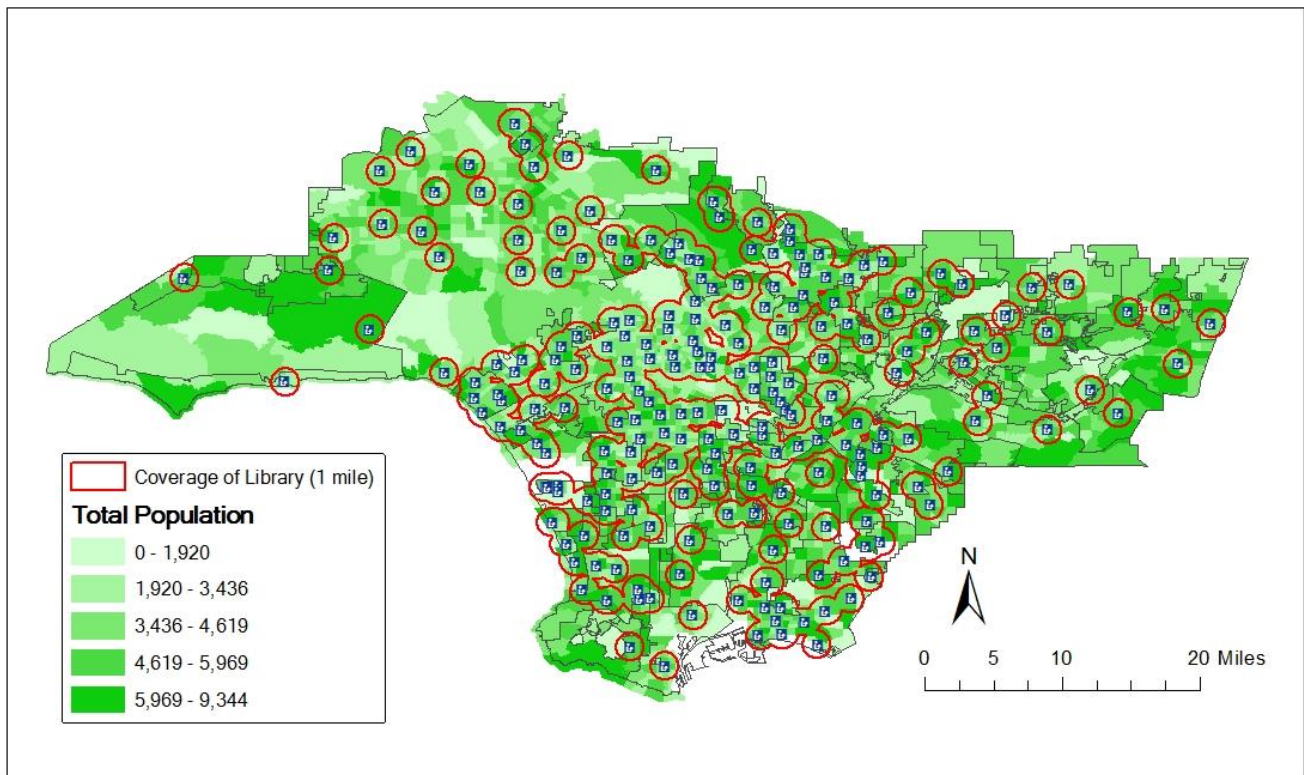 Coverage of Library (1 mile)
Total Population
0 - 1,920
1,920 - 3,436
3,436 - 4,619
4,619 - 5,969
5,969 - 9,344
N
0 5 10 20 Miles